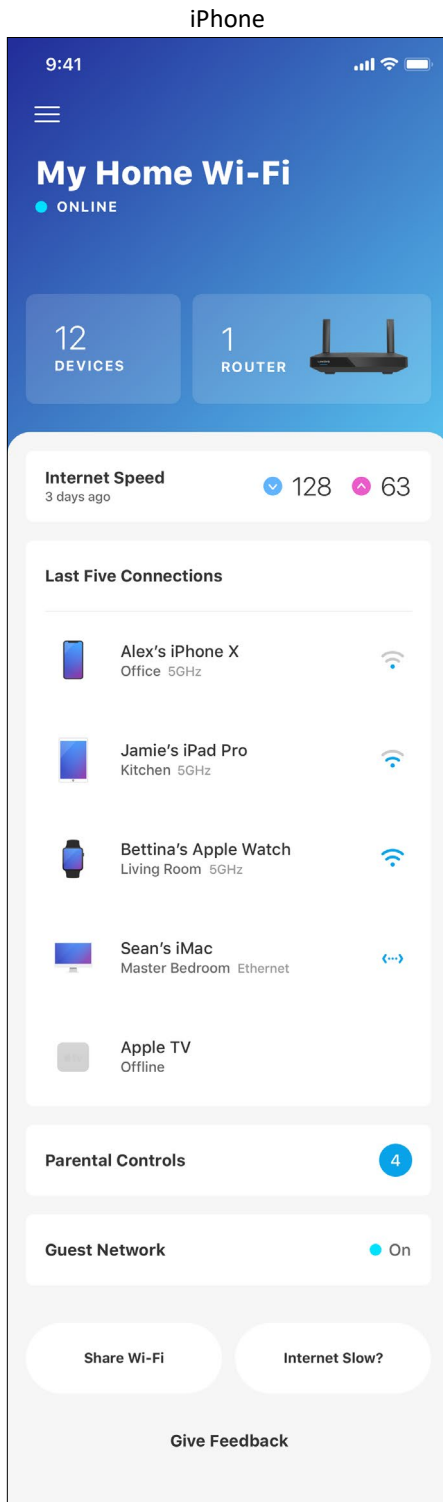 iPhone
9:41
My Home Wi-Fi
ONLINE
12
DEVICES
1
ROUTER
Internet Speed
3 days ago
128
63
Last Five Connections
Alex’s iPhone X
Office 5GHz
Jamie’s iPad Pro
Kitchen 5GHz
Bettina’s Apple Watch
Living Room 5GHz
Sean’s iMac
Master Bedroom Ethernet
Apple TV
Offline
Parental Controls
4
Guest Network
On
Share Wi-Fi
Internet Slow?
Give Feedback